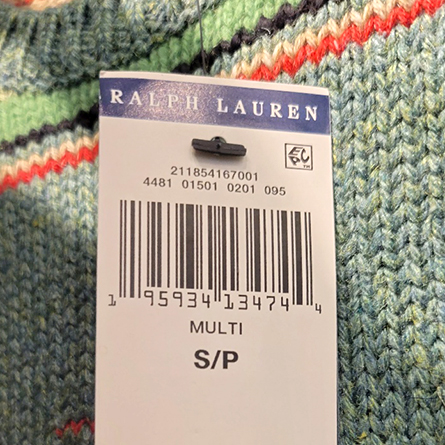 RALPH LAUREN
211854167001
4481 01501 0201 095
1 95934 13474 4
MULTI
S/P